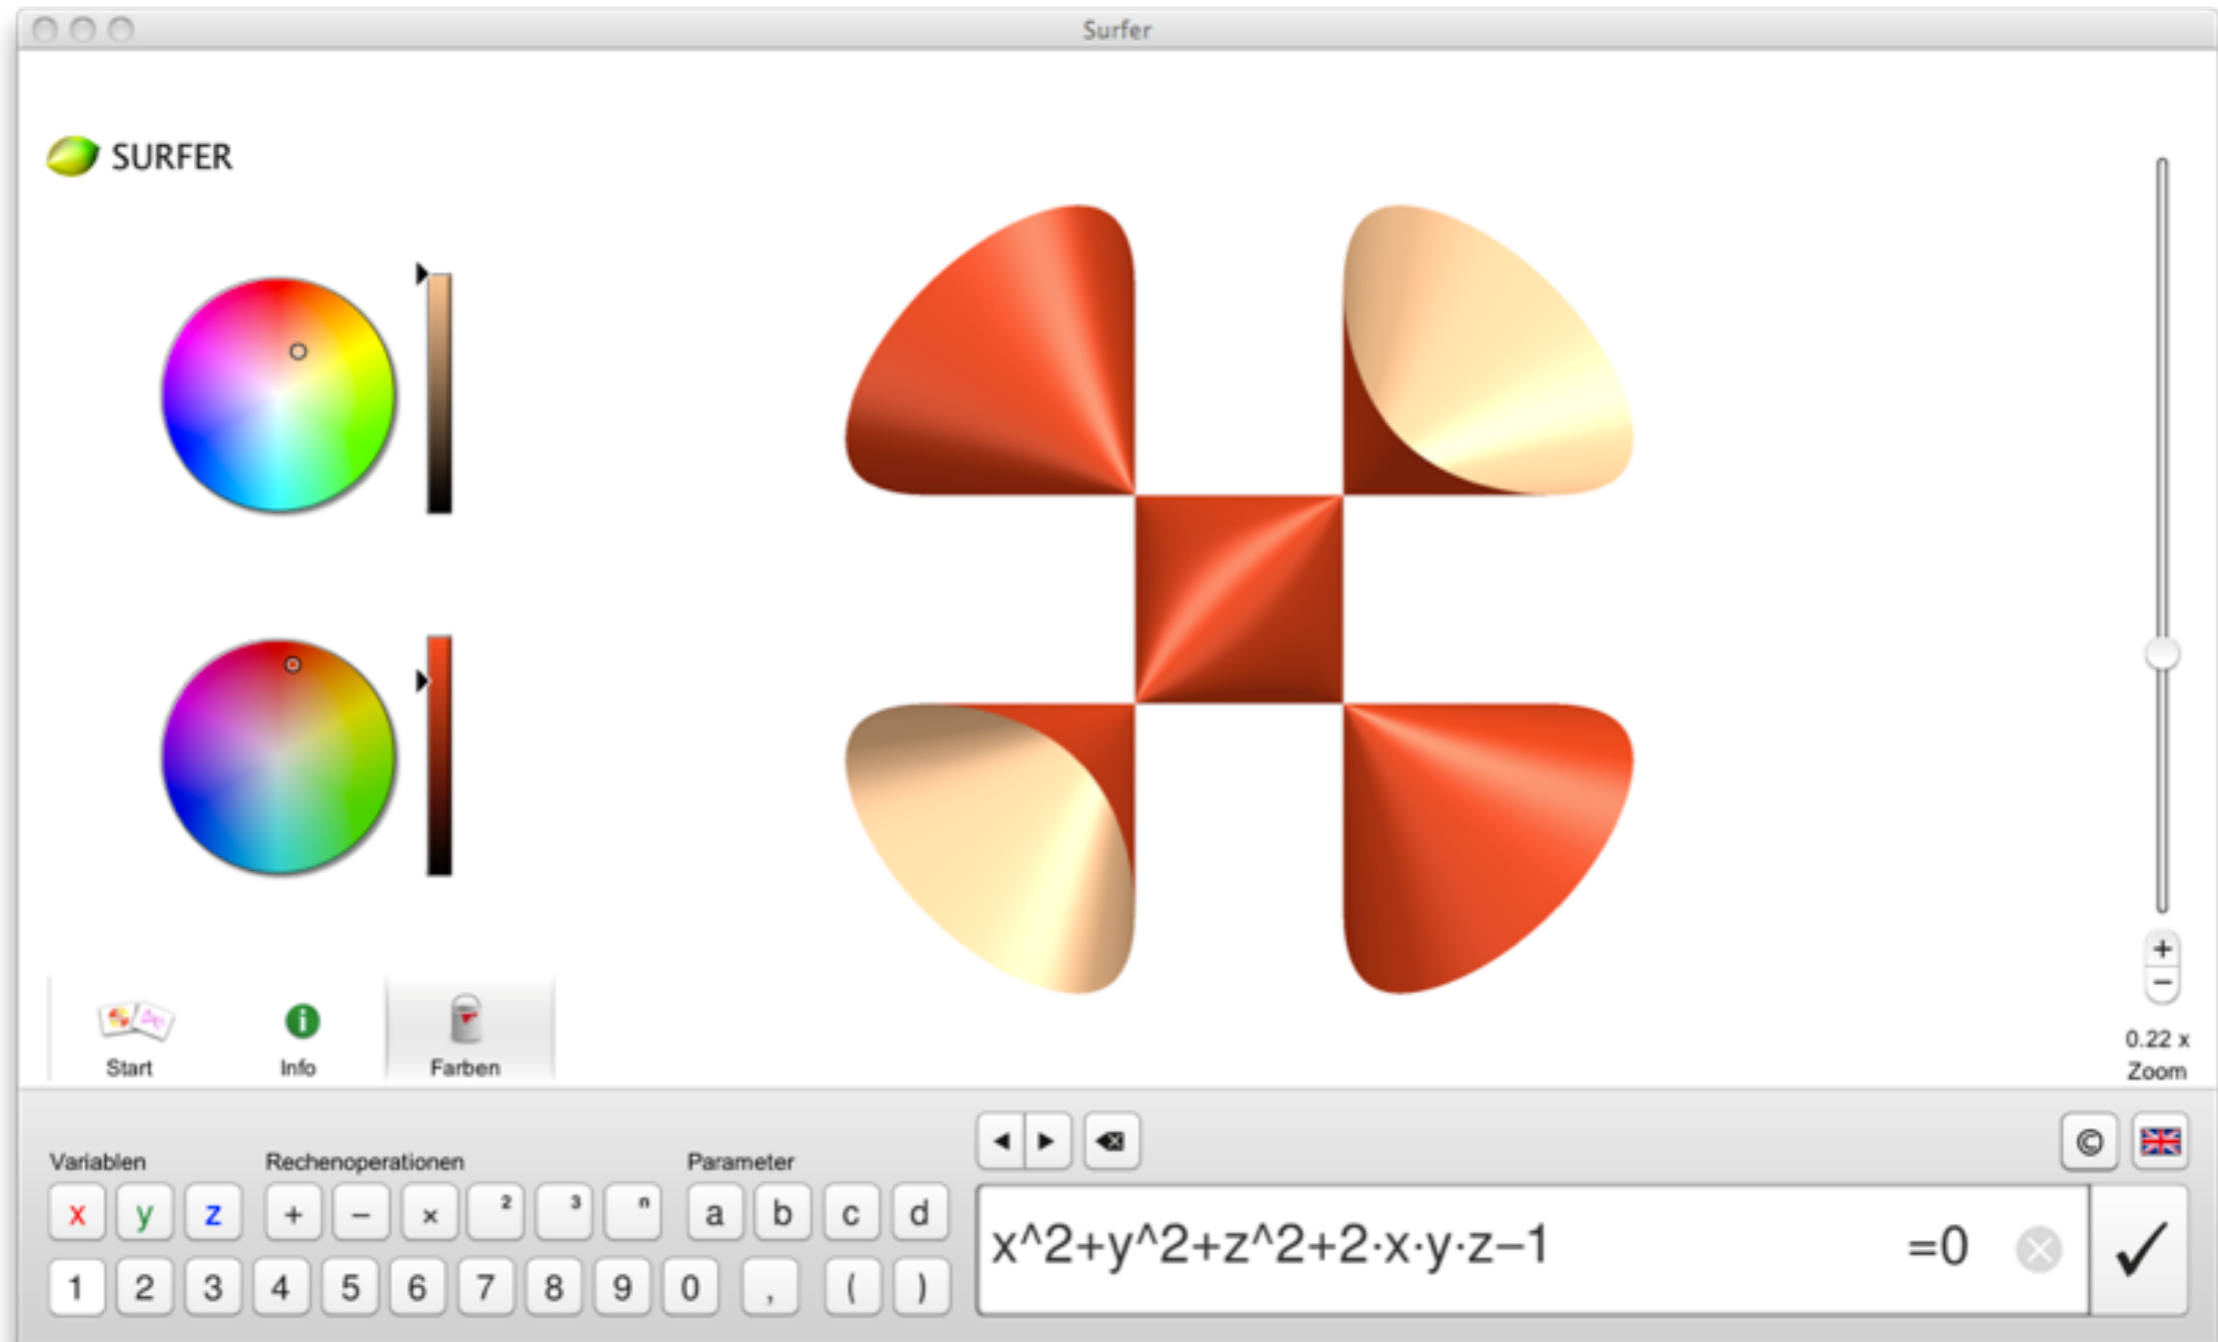 Surfer
SURFER
Start
Info
Farben
0.22 x
Zoom
Variablen
Rechenoperationen
Parameter
©
x y z + − × ² ³ ⁿ a b c d
1 2 3 4 5 6 7 8 9 0 , ( )
x^2+y^2+z^2+2·x·y·z−1 =0